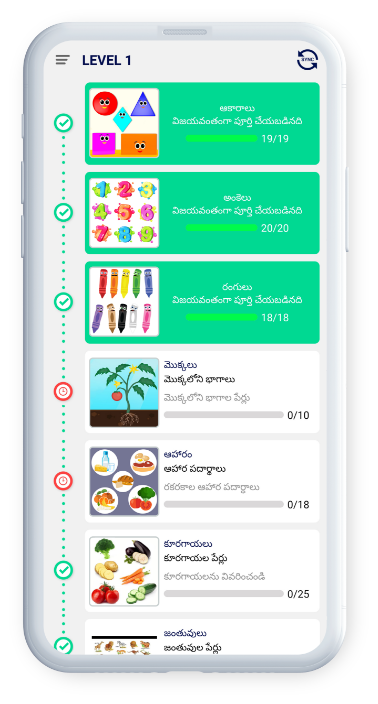 LEVEL 1
SYNC
ఆకారాలు
విజయవంతంగా పూర్తి చేయబడినది
19/19
1 2 3
4 5 6
7 8 9
అంకెలు
విజయవంతంగా పూర్తి చేయబడినది
20/20
రంగులు
విజయవంతంగా పూర్తి చేయబడినది
18/18
మొక్కలు
మొక్కలోని భాగాలు
మొక్కలోని భాగాల పేర్లు
0/10
ఆహారం
ఆహార పదార్థాలు
రకరకాల ఆహార పదార్థాలు
0/18
కూరగాయలు
కూరగాయల పేర్లు
కూరగాయలను వివరించండి
0/25
జంతువులు
జంతువుల పేర్లు